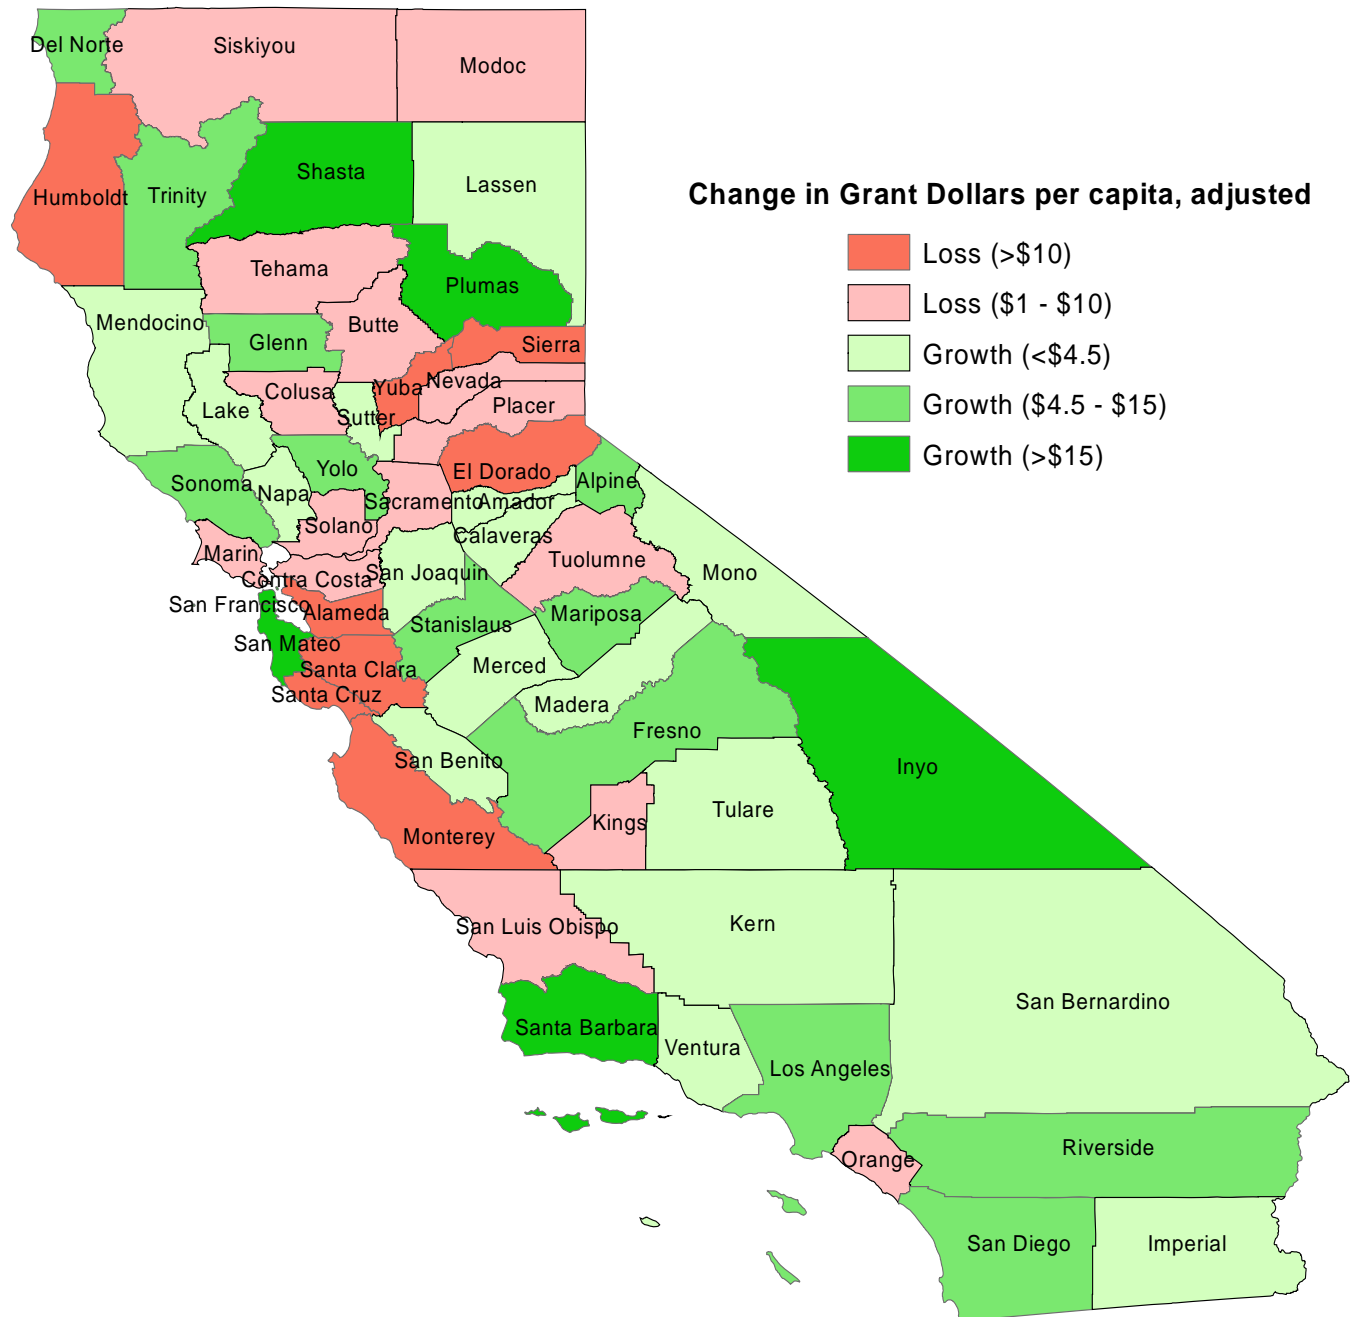 Del Norte
Siskiyou
Modoc
Humboldt
Trinity
Shasta
Lassen
Change in Grant Dollars per capita, adjusted
Loss (>$10)
Loss ($1 - $10)
Growth (<$4.5)
Growth ($4.5 - $15)
Growth (>$15)
Tehama
Plumas
Mendocino
Glenn
Butte
Sierra
Colusa
Yuba
Nevada
Lake
Sutter
Placer
Sonoma
Napa
Yolo
El Dorado
Alpine
Solano
Sacramento
Amador
Calaveras
Marin
Contra Costa
San Joaquin
Tuolumne
Mono
San Francisco
Alameda
Stanislaus
Mariposa
San Mateo
Santa Clara
Merced
Santa Cruz
Madera
Fresno
San Benito
Inyo
Monterey
Kings
Tulare
San Luis Obispo
Kern
San Bernardino
Santa Barbara
Ventura
Los Angeles
Orange
Riverside
San Diego
Imperial